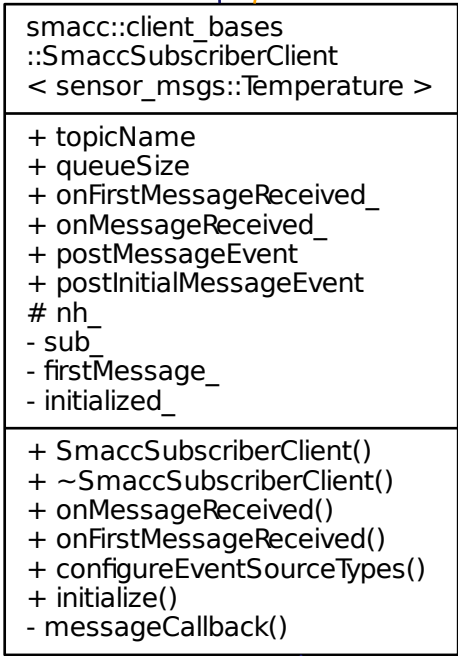 smacc::client_bases
::SmaccSubscriberClient
< sensor_msgs::Temperature >
+ topicName
+ queueSize
+ onFirstMessageReceived_
+ onMessageReceived_
+ postMessageEvent
+ postInitialMessageEvent
# nh_
- sub_
- firstMessage_
- initialized_
+ SmaccSubscriberClient()
+ ~SmaccSubscriberClient()
+ onMessageReceived()
+ onFirstMessageReceived()
+ configureEventSourceTypes()
+ initialize()
- messageCallback()